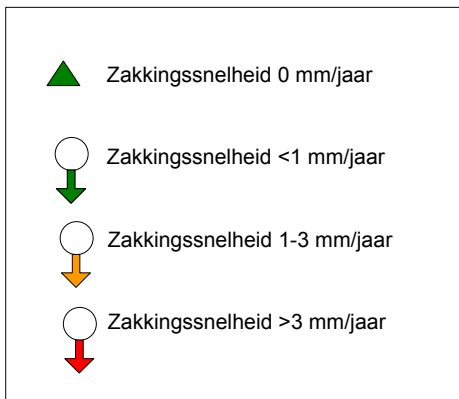 Zakkingssnelheid 0 mm/jaar
Zakkingssnelheid <1 mm/jaar
Zakkingssnelheid 1-3 mm/jaar
Zakkingssnelheid >3 mm/jaar